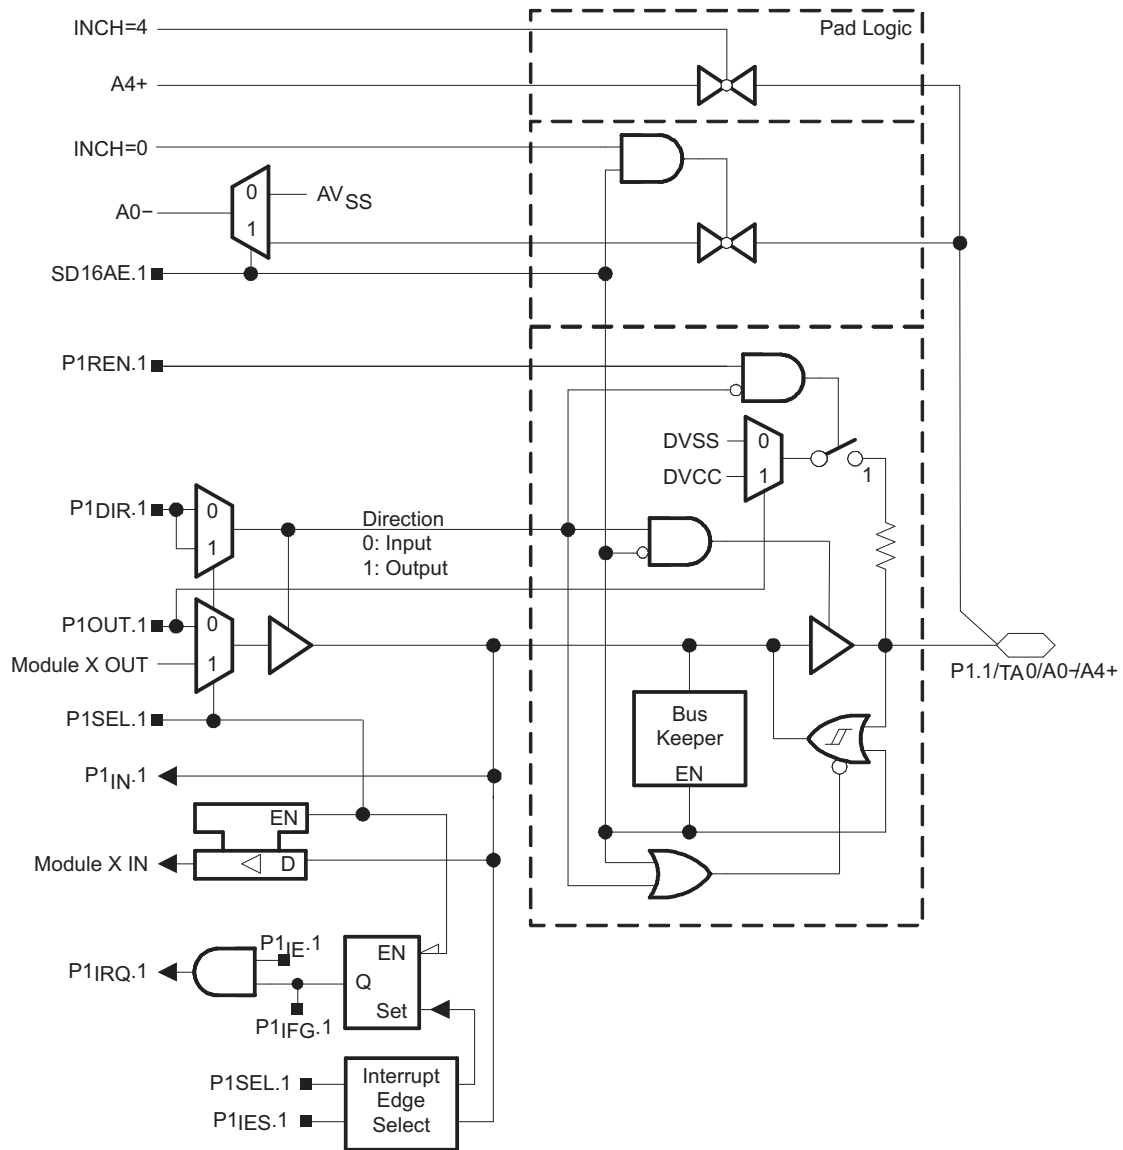 INCH=4
Pad Logic
A4+
INCH=0
0
AVSS
A0−
1
SD16AE.1
P1REN.1
DVSS
0
DVCC
1
1
P1DIR.1
0
1
Direction
0: Input
1: Output
P1OUT.1
0
Module X OUT
1
P1.1/TA0/A0−/A4+
P1SEL.1
Bus
Keeper
EN
P1IN.1
EN
Module X IN
D
P1IE.1
P1IRQ.1
EN
Q
Set
P1IFG.1
P1SEL.1
P1IES.1
Interrupt
Edge
Select